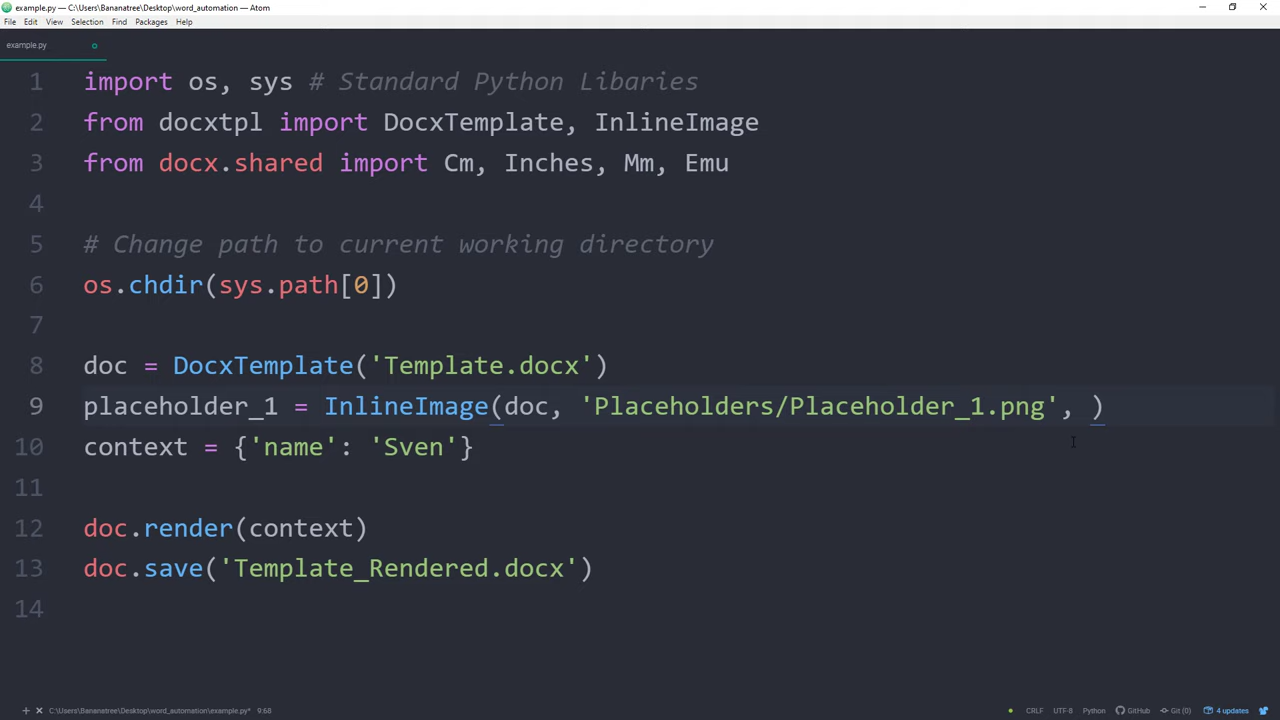 example.py — C:\Users\Bananatree\Desktop\word_automation — Atom
File Edit View Selection Find Packages Help
example.py
1 import os, sys # Standard Python Libaries
2 from docxtpl import DocxTemplate, InlineImage
3 from docx.shared import Cm, Inches, Mm, Emu
4
5 # Change path to current working directory
6 os.chdir(sys.path[0])
7
8 doc = DocxTemplate('Template.docx')
9 placeholder_1 = InlineImage(doc, 'Placeholders/Placeholder_1.png', )
10 context = {'name': 'Sven'}
11
12 doc.render(context)
13 doc.save('Template_Rendered.docx')
14
C:\Users\Bananatree\Desktop\word_automation\example.py* 9:68 CRLF UTF-8 Python GitHub Git (0) 4 updates